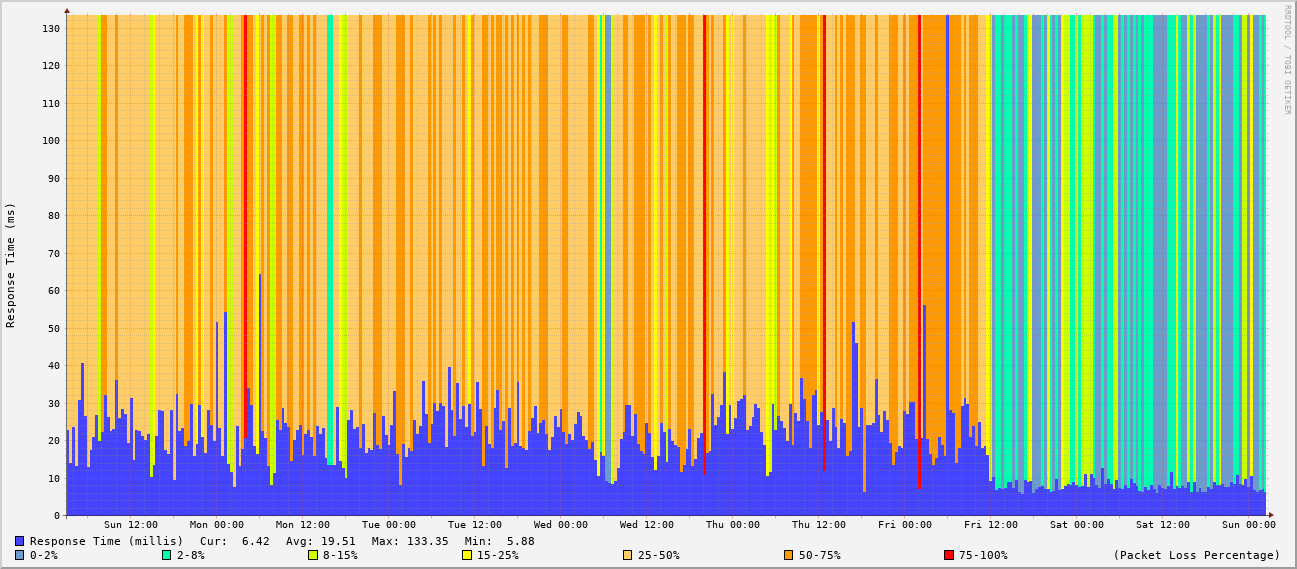 130
120
110
100
90
80
70
60
50
40
30
20
10
0
Response Time (ms)
RRDTOOL / TOBI OETIKER
Sun 12:00 Mon 00:00 Mon 12:00 Tue 00:00 Tue 12:00 Wed 00:00 Wed 12:00 Thu 00:00 Thu 12:00 Fri 00:00 Fri 12:00 Sat 00:00 Sat 12:00 Sun 00:00
Response Time (millis) Cur: 6.42 Avg: 19.51 Max: 133.35 Min: 5.88
0-2% 2-8% 8-15% 15-25% 25-50% 50-75% 75-100% (Packet Loss Percentage)